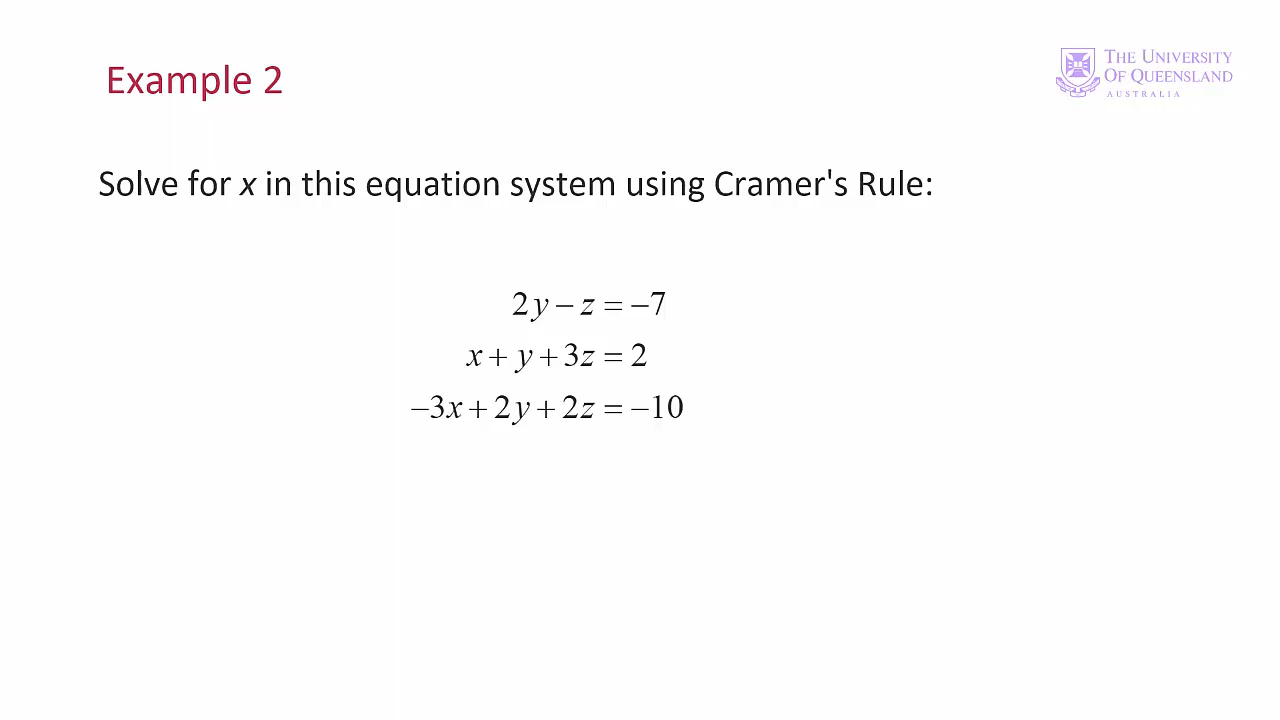 Example 2
THE UNIVERSITY
OF QUEENSLAND
AUSTRALIA
Solve for x in this equation system using Cramer's Rule:
2y − z = −7
x + y + 3z = 2
−3x + 2y + 2z = −10